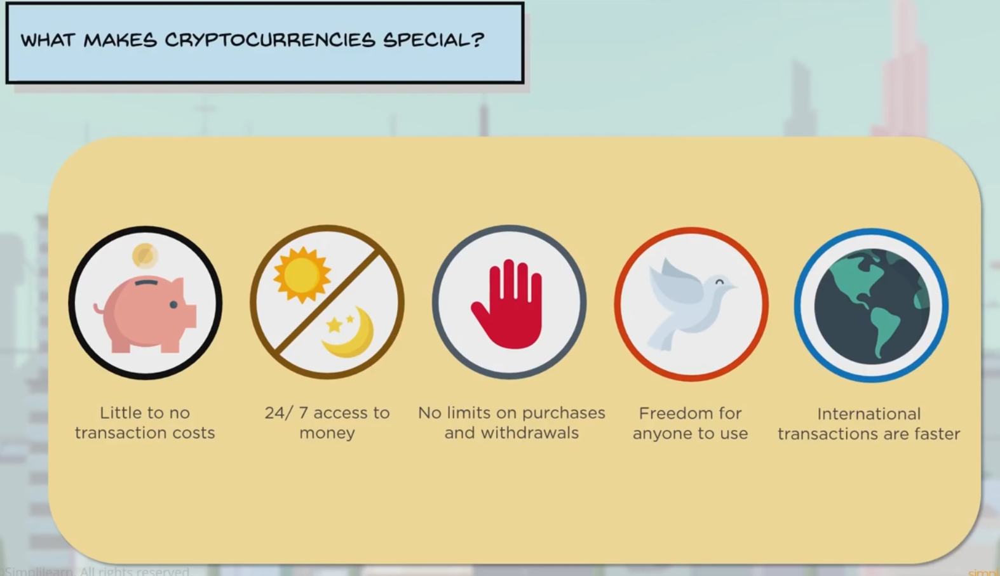 WHAT MAKES CRYPTOCURRENCIES SPECIAL?
Little to no
transaction costs
24/ 7 access to
money
No limits on purchases
and withdrawals
Freedom for
anyone to use
International
transactions are faster
©Simplilearn. All rights reserved
simpl